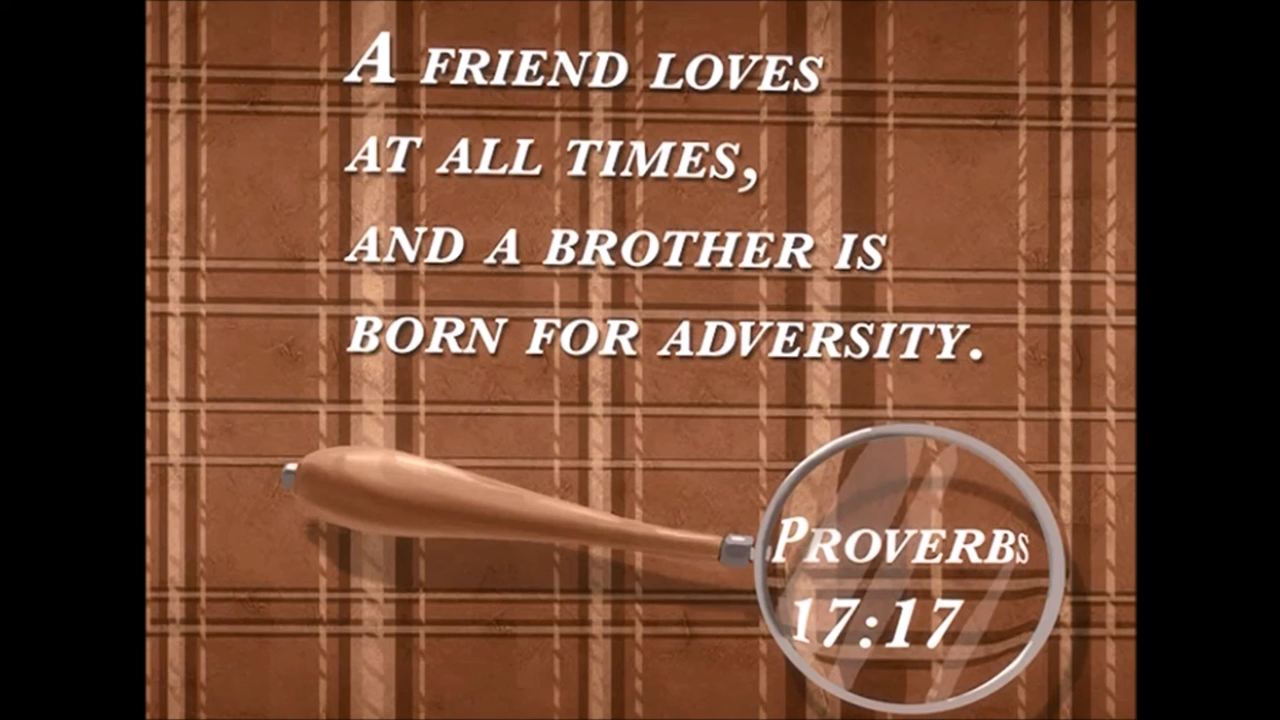 A FRIEND LOVES
AT ALL TIMES,
AND A BROTHER IS
BORN FOR ADVERSITY.
PROVERBS
17:17